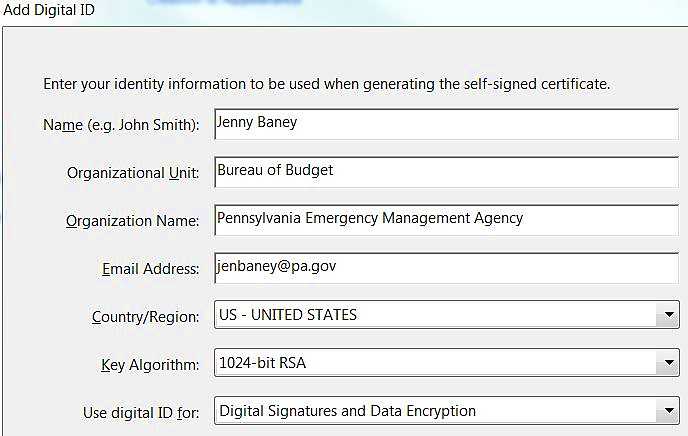 Add Digital ID
Enter your identity information to be used when generating the self-signed certificate.
Name (e.g. John Smith): Jenny Baney
Organizational Unit: Bureau of Budget
Organization Name: Pennsylvania Emergency Management Agency
Email Address: jenbaney@pa.gov
Country/Region: US - UNITED STATES
Key Algorithm: 1024-bit RSA
Use digital ID for: Digital Signatures and Data Encryption